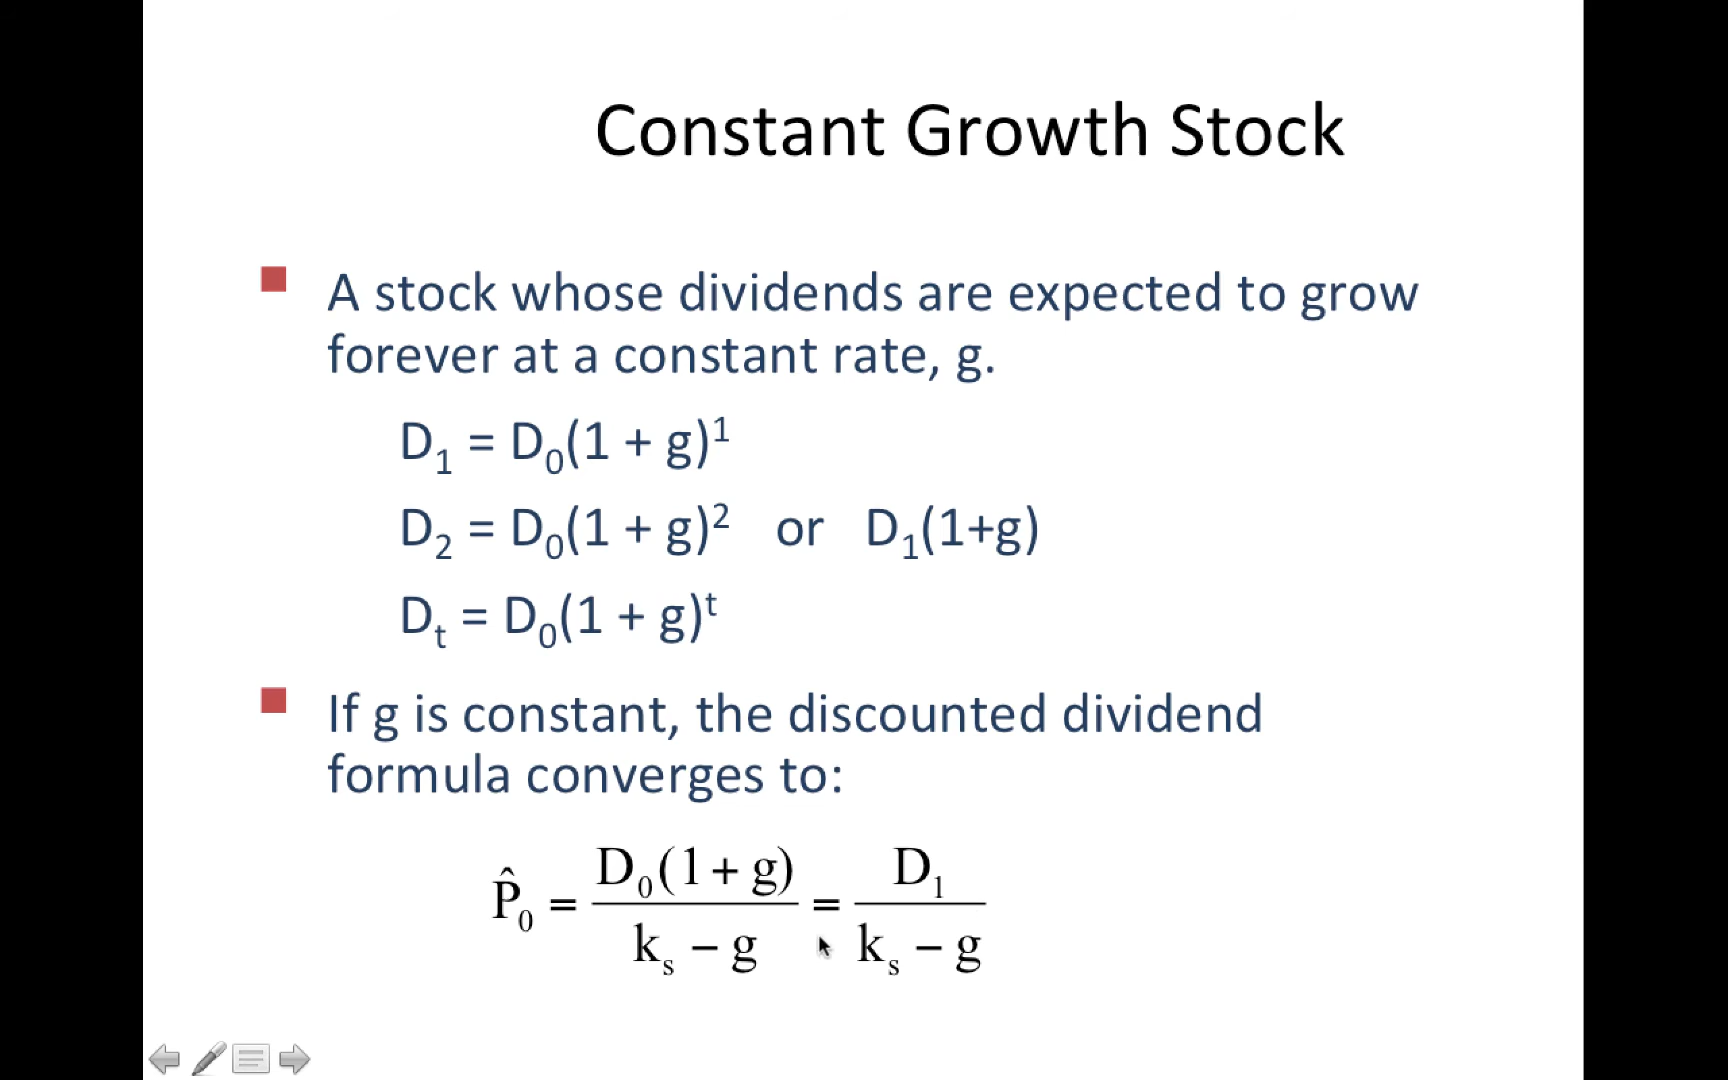 Constant Growth Stock
A stock whose dividends are expected to grow
forever at a constant rate, g.
D₁ = D₀(1 + g)¹
D₂ = D₀(1 + g)² or D₁(1+g)
Dₜ = D₀(1 + g)ᵗ
If g is constant, the discounted dividend
formula converges to:
P̂₀ = D₀(1 + g) / kₛ − g = D₁ / kₛ − g